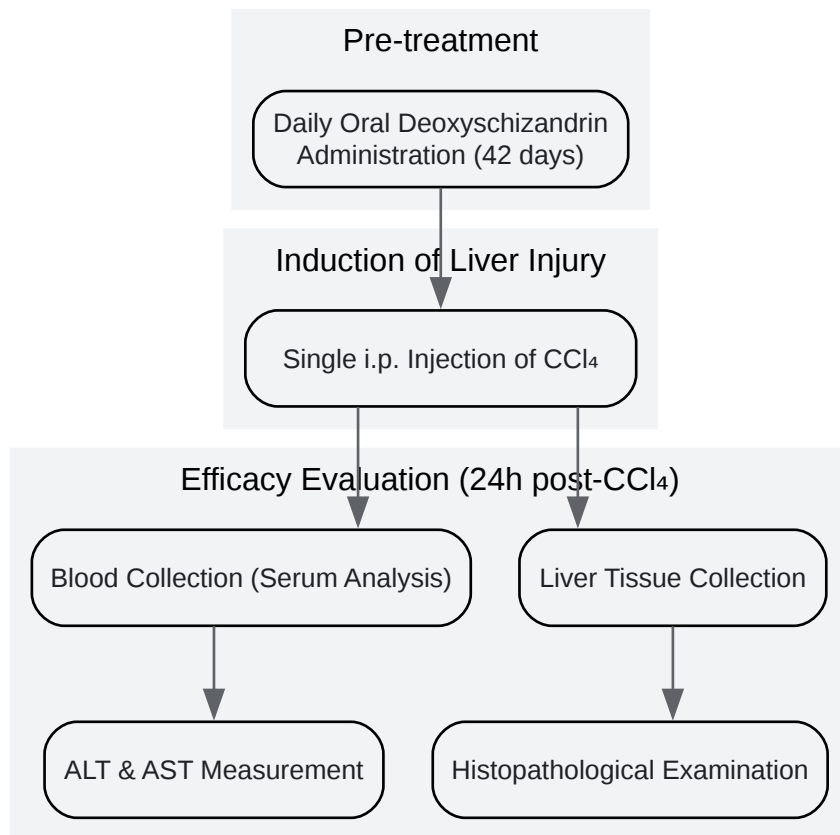 Pre-treatment
Daily Oral Deoxyschizandrin
Administration (42 days)
Induction of Liver Injury
Single i.p. Injection of CCl₄
Efficacy Evaluation (24h post-CCl₄)
Blood Collection (Serum Analysis)
Liver Tissue Collection
ALT & AST Measurement
Histopathological Examination